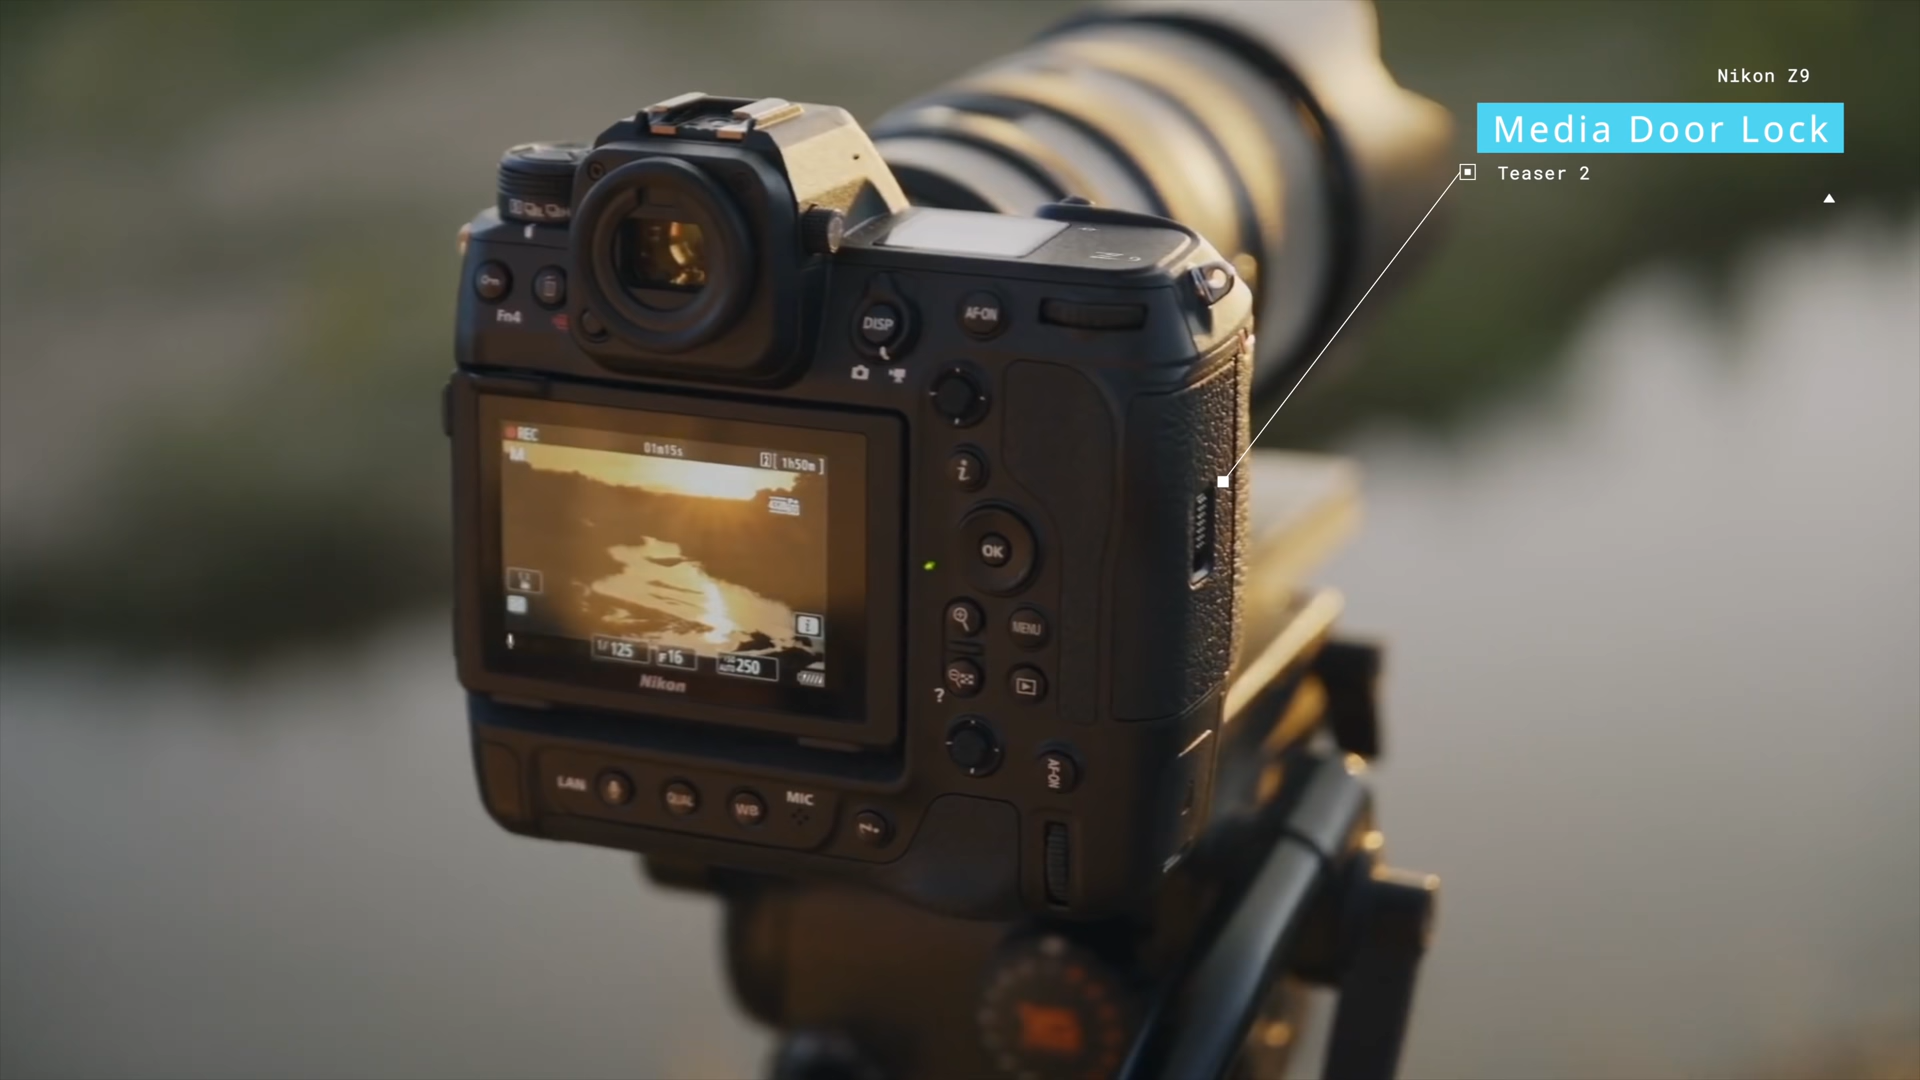 Nikon Z9
Media Door Lock
Teaser 2
Fn4
DISP
AF-ON
REC
01m15s
[ 1h50m ]
i
OK
MENU
1/125
F16
AUTO 250
Nikon
?
AF-ON
LAN
QUAL
WB
MIC